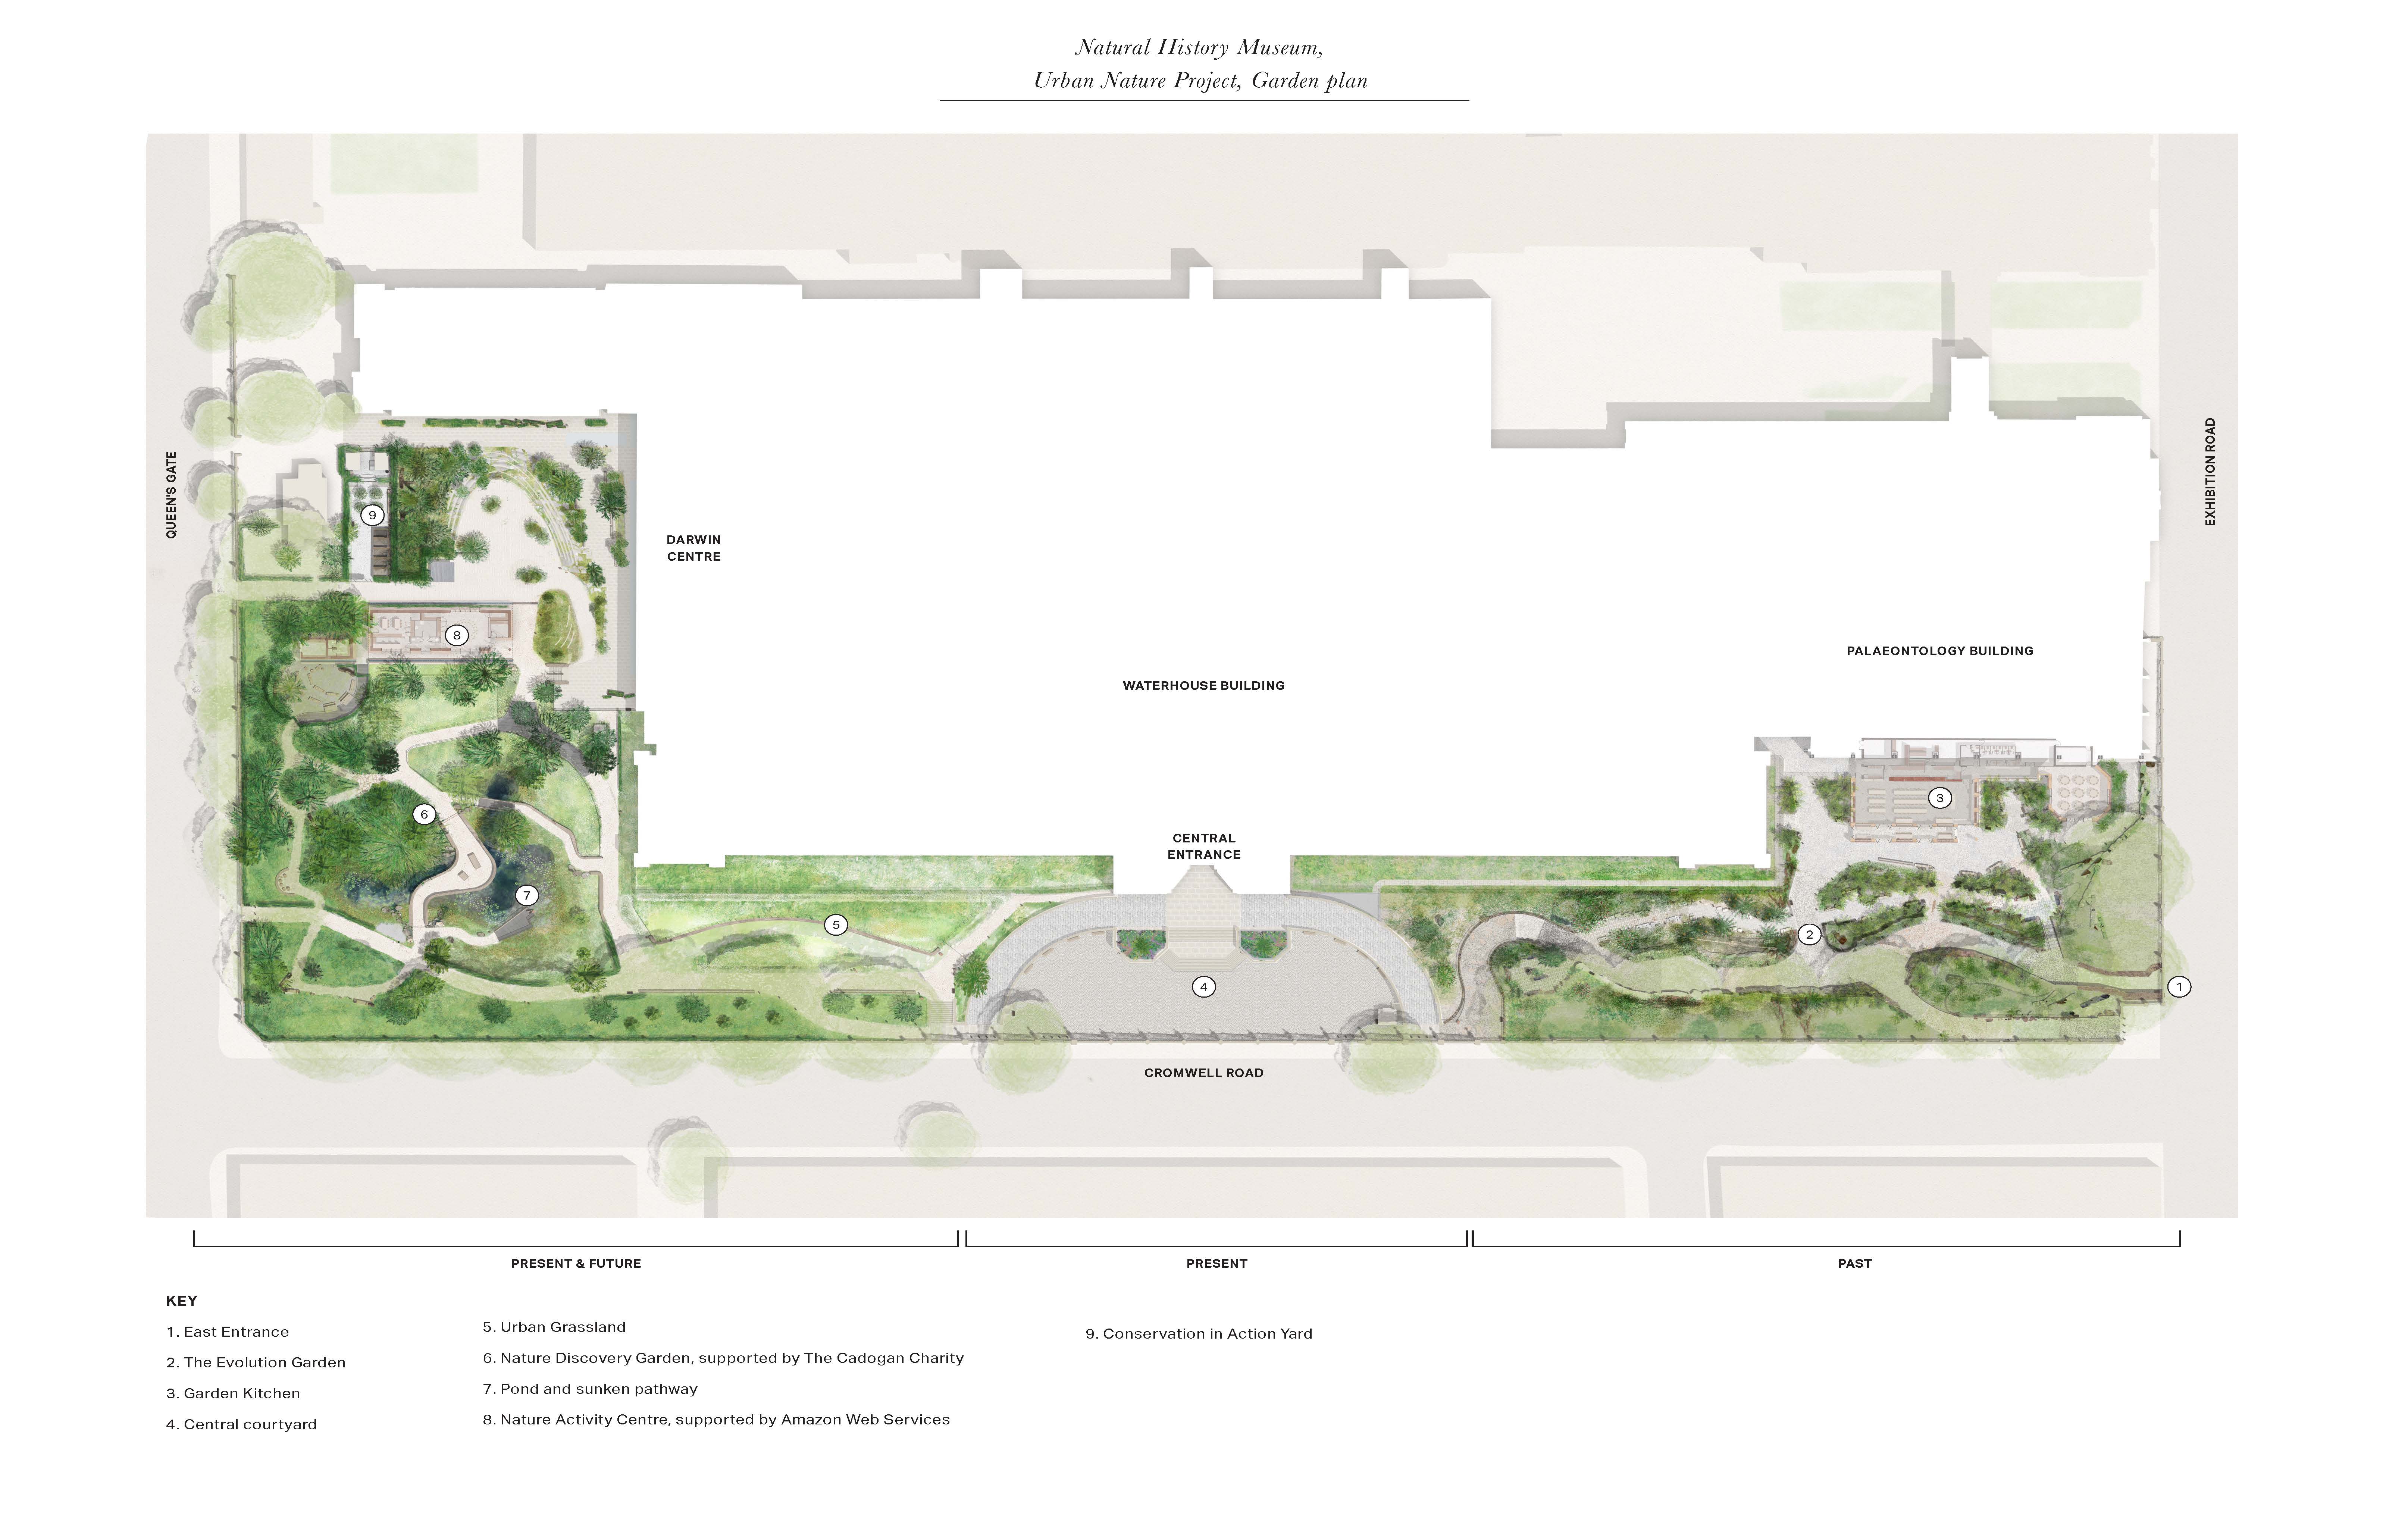 Natural History Museum,
Urban Nature Project, Garden plan
QUEEN'S GATE
EXHIBITION ROAD
9
DARWIN
CENTRE
8
PALAEONTOLOGY BUILDING
WATERHOUSE BUILDING
3
6
CENTRAL
ENTRANCE
7
5
2
4
1
CROMWELL ROAD
PRESENT & FUTURE
PRESENT
PAST
KEY
1. East Entrance
2. The Evolution Garden
3. Garden Kitchen
4. Central courtyard
5. Urban Grassland
6. Nature Discovery Garden, supported by The Cadogan Charity
7. Pond and sunken pathway
8. Nature Activity Centre, supported by Amazon Web Services
9. Conservation in Action Yard